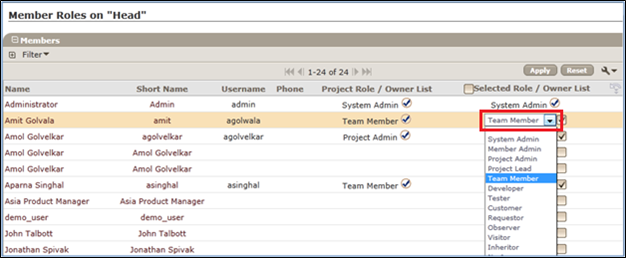 Member Roles on "Head"
Members
Filter
1-24 of 24
Apply Reset
Name Short Name Username Phone Project Role / Owner List Selected Role / Owner List
Administrator Admin admin System Admin System Admin
Amit Golvala amit agolwala Team Member Team Member
Amol Golvelkar agolvelkar agolvelkar Project Admin
Amol Golvelkar Amol Golvelkar
Amol Golvelkar Amol Golvelkar
Aparna Singhal asinghal asinghal Team Member
Asia Product Manager Asia Product Manager
demo_user demo_user
John Talbott John Talbott
Jonathan Spivak Jonathan Spivak
System Admin
Member Admin
Project Admin
Project Lead
Team Member
Developer
Tester
Customer
Requestor
Observer
Visitor
Inheritor